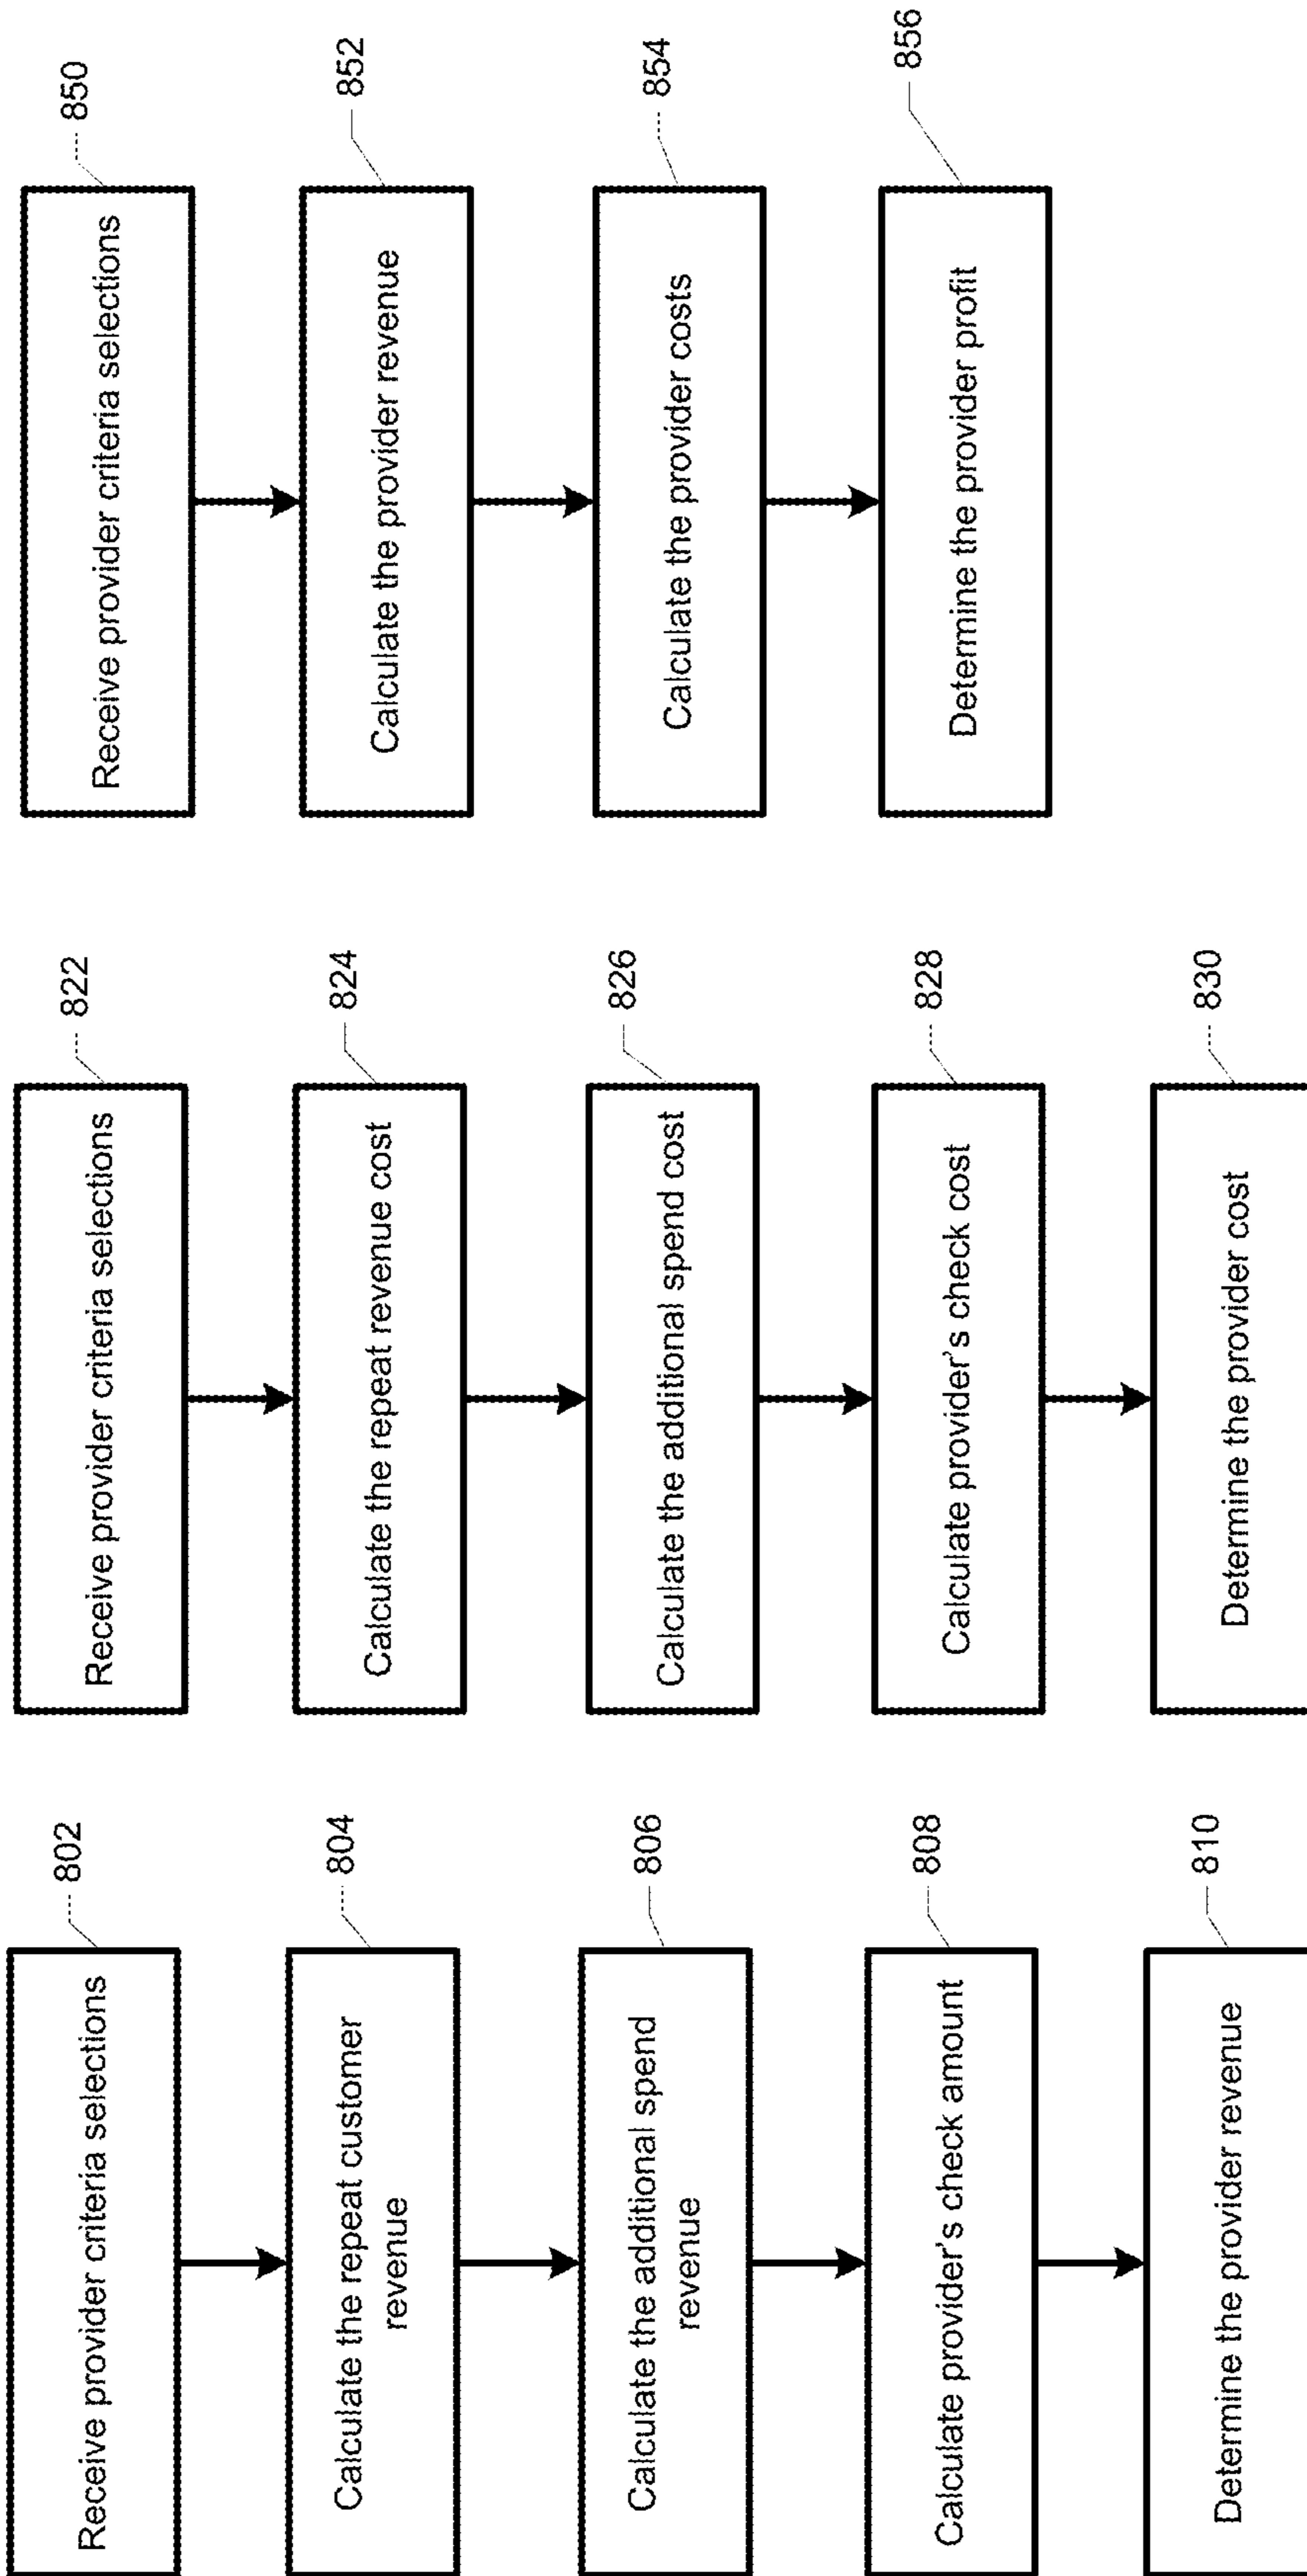 802
Receive provider criteria selections
804
Calculate the repeat customer
revenue
806
Calculate the additional spend
revenue
808
Calculate provider's check amount
810
Determine the provider revenue
822
Receive provider criteria selections
824
Calculate the repeat revenue cost
826
Calculate the additional spend cost
828
Calculate provider's check cost
830
Determine the provider cost
850
Receive provider criteria selections
852
Calculate the provider revenue
854
Calculate the provider costs
856
Determine the provider profit